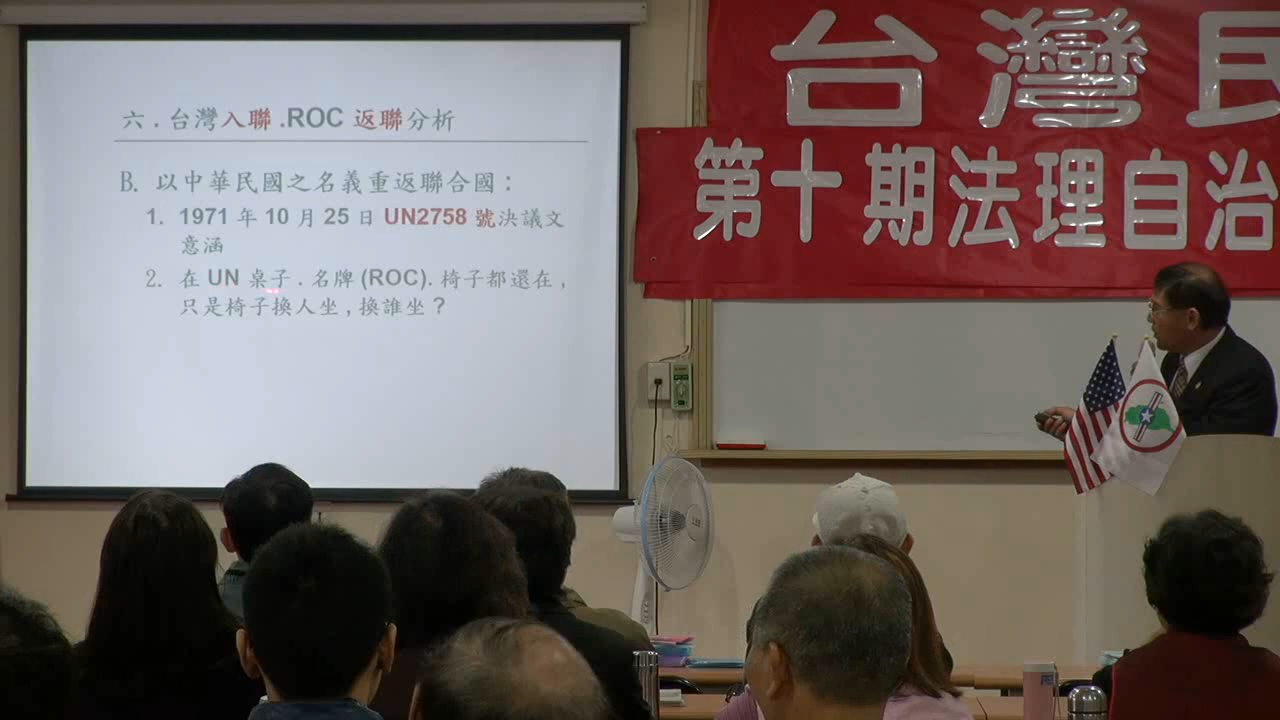 六 . 台灣入聯 .ROC 返聯分析
B. 以中華民國之名義重返聯合國：
1. 1971 年 10 月 25 日 UN2758 號決議文
意涵
2. 在 UN 桌子 . 名牌 (ROC). 椅子都還在 ,
只是椅子換人坐 , 換誰坐 ?
台灣民
第十期法理自治